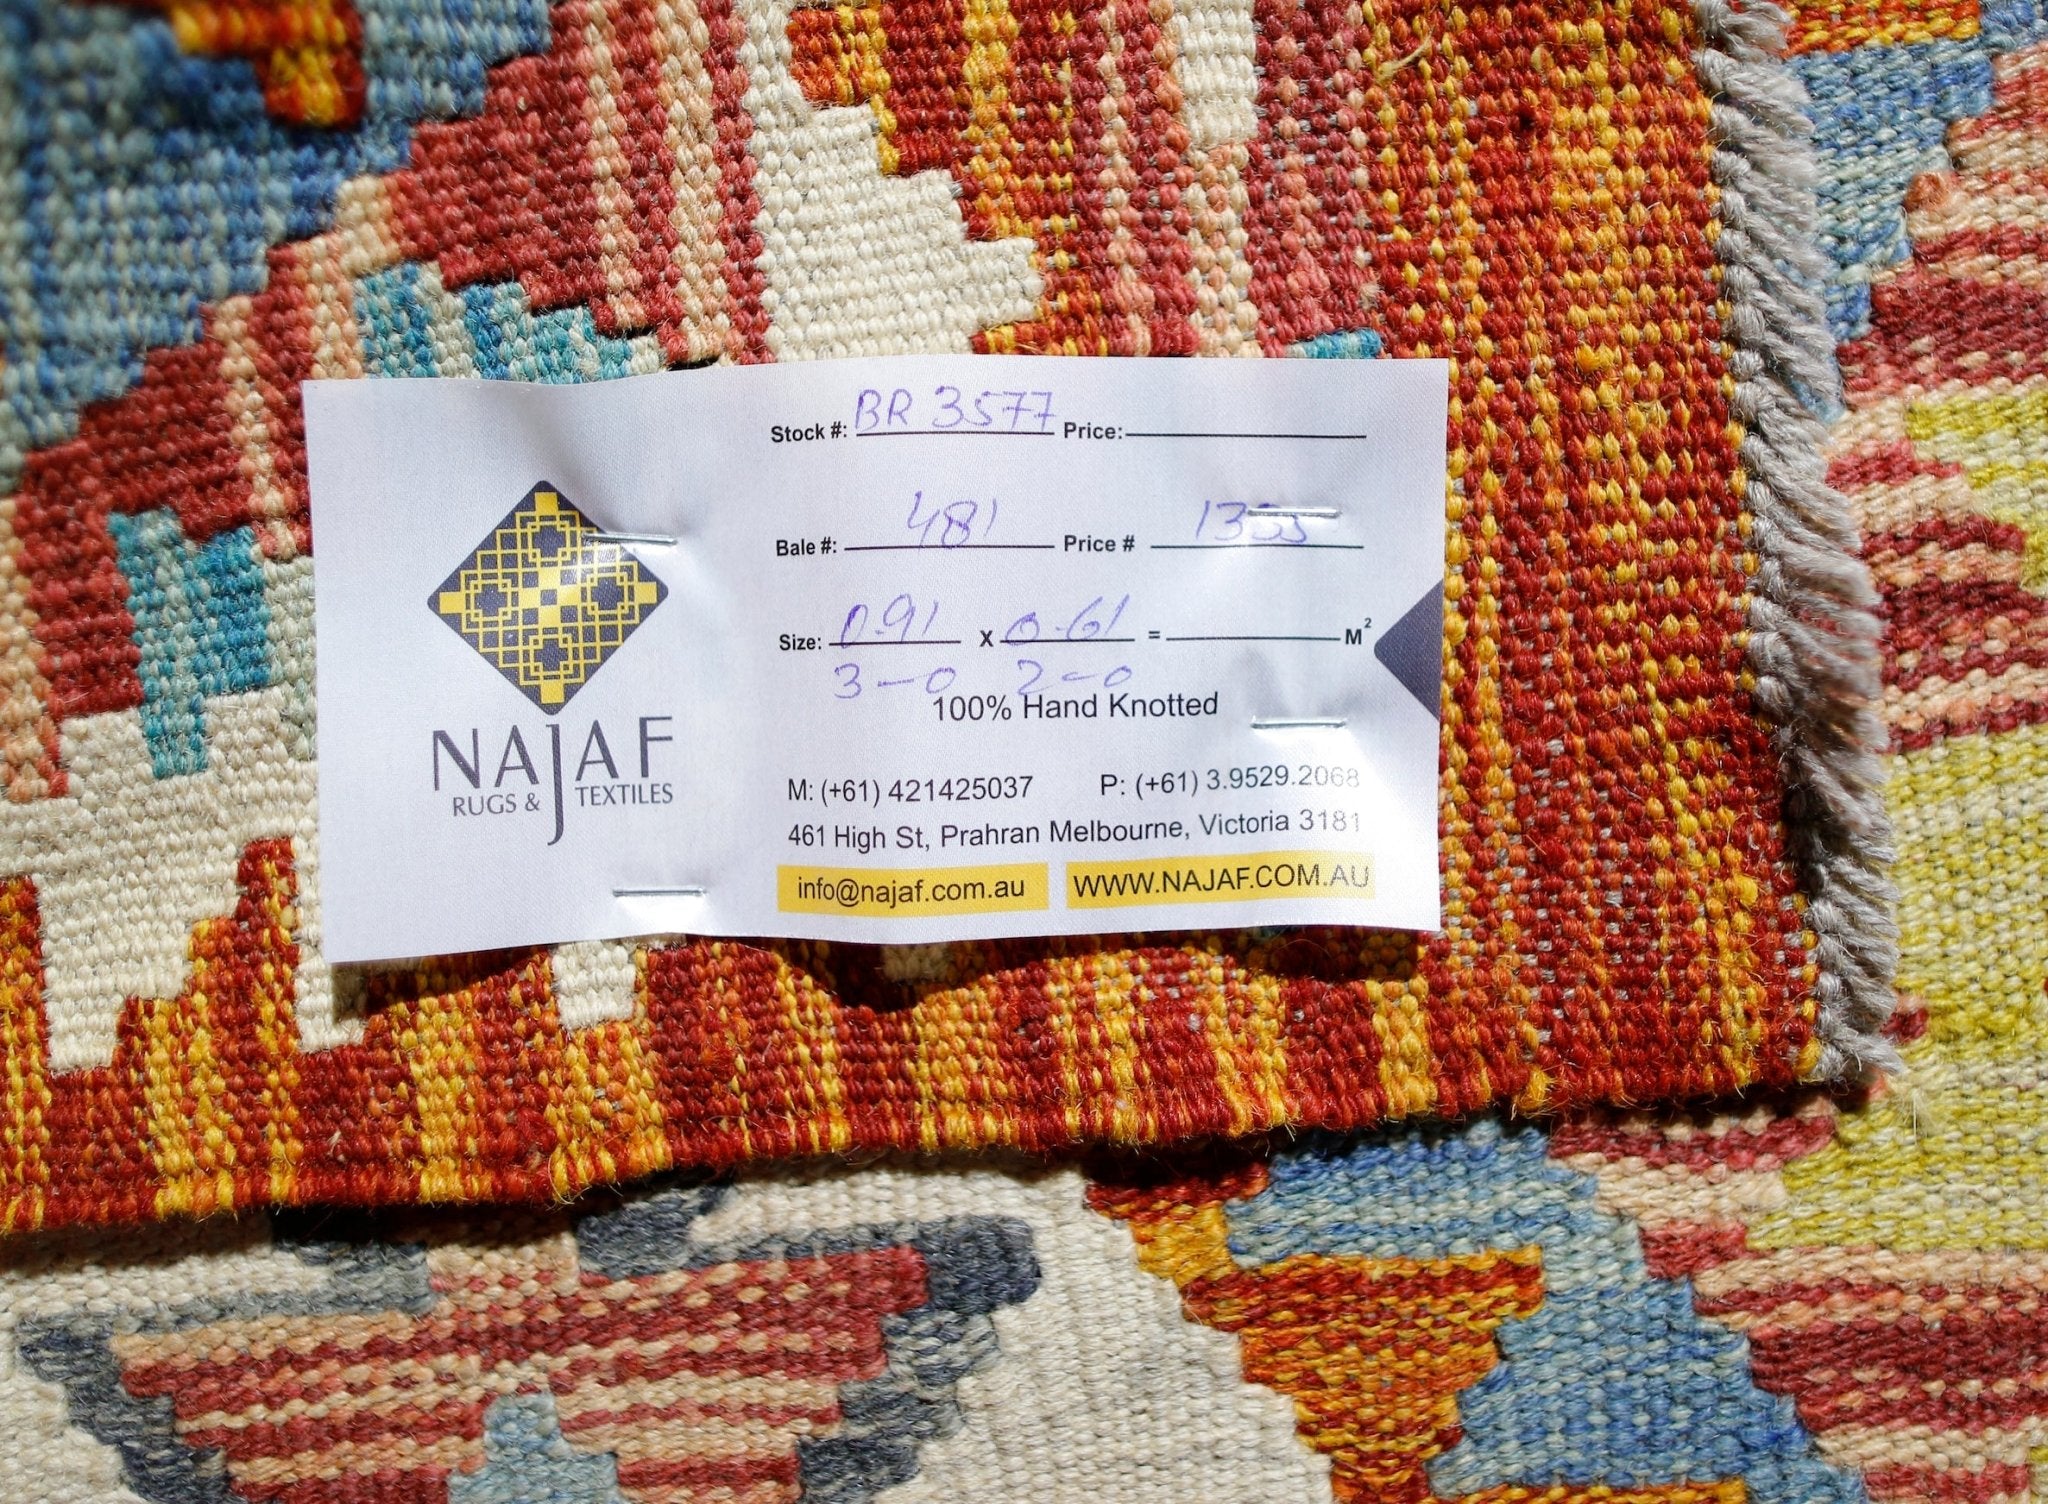 NAJAF
RUGS & TEXTILES
Stock #: BR 3577 Price:
Bale #: 481 Price # 1355
Size: 0.91 x 0.61 = M²
3-0 2-0
100% Hand Knotted
M: (+61) 421425037 P: (+61) 3.9529.2068
461 High St, Prahran Melbourne, Victoria 3181
info@najaf.com.au WWW.NAJAF.COM.AU